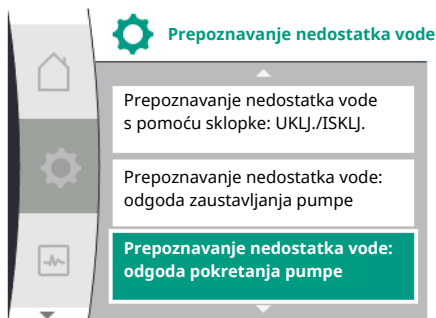 Prepoznavanje nedostatka vode
Prepoznavanje nedostatka vode
s pomoću sklopke: UKLJ./ISKLJ.
Prepoznavanje nedostatka vode:
odgoda zaustavljanja pumpe
Prepoznavanje nedostatka vode:
odgoda pokretanja pumpe